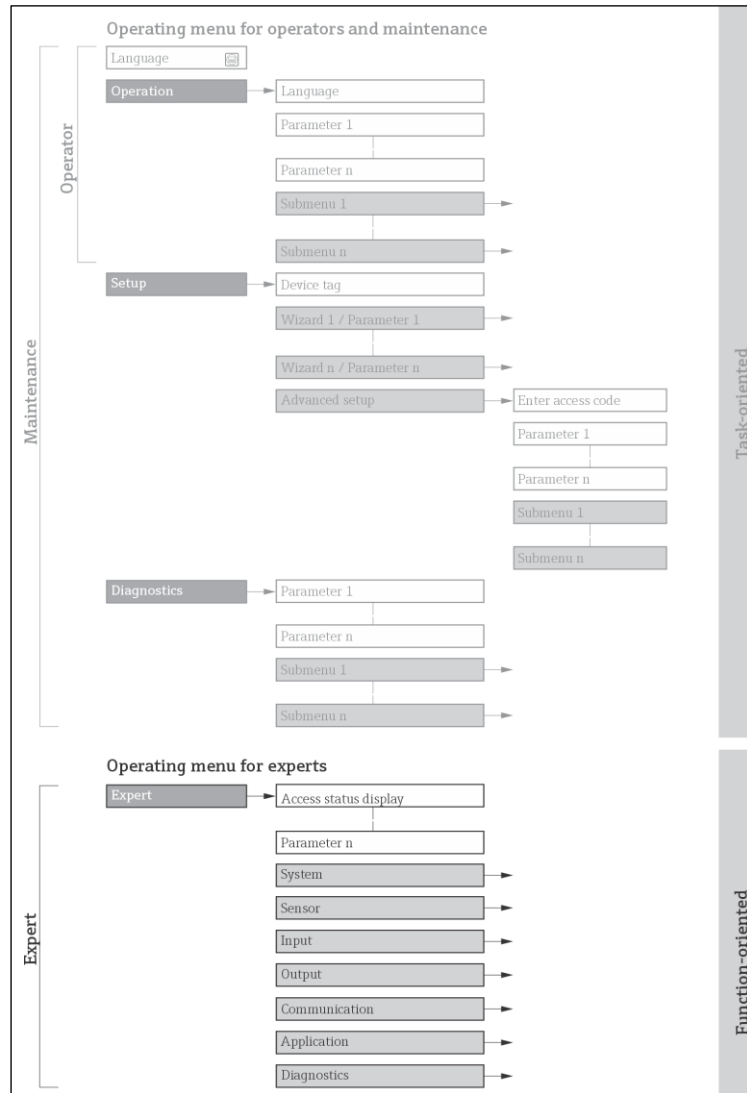 Operating menu for operators and maintenance
Language
Operation
Language
Parameter 1
Parameter n
Submenu 1
Submenu n
Operator
Setup
Device tag
Wizard 1 / Parameter 1
Wizard n / Parameter n
Advanced setup
Enter access code
Parameter 1
Parameter n
Submenu 1
Submenu n
Maintenance
Task-oriented
Diagnostics
Parameter 1
Parameter n
Submenu 1
Submenu n
Operating menu for experts
Expert
Access status display
Parameter n
System
Sensor
Input
Output
Communication
Application
Diagnostics
Expert
Function-oriented